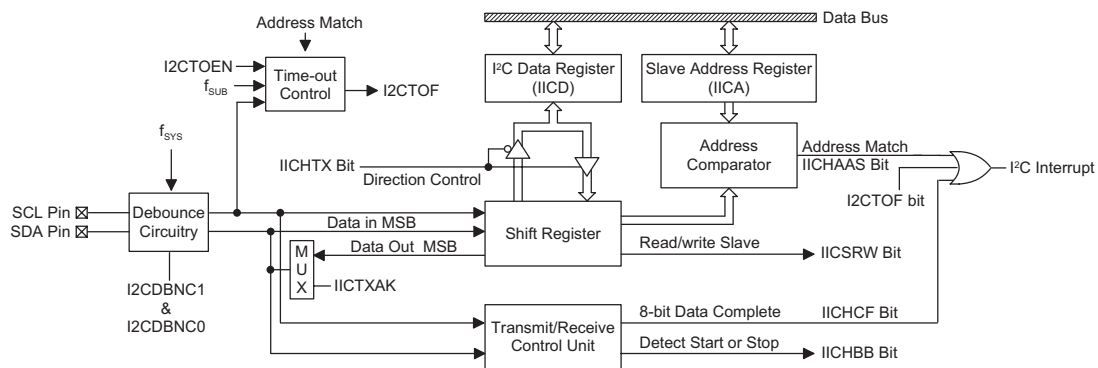 Data Bus
Address Match
I2CTOEN
fSUB
Time-out
Control
I2CTOF
I²C Data Register
(IICD)
Slave Address Register
(IICA)
fSYS
IICHTX Bit
Direction Control
Address
Comparator
Address Match
IICHAAS Bit
I²C Interrupt
I2CTOF bit
SCL Pin
SDA Pin
Debounce
Circuitry
Data in MSB
Shift Register
Data Out MSB
Read/write Slave
IICSRW Bit
M
U
X
IICTXAK
I2CDBNC1
&
I2CDBNC0
Transmit/Receive
Control Unit
8-bit Data Complete
IICHCF Bit
Detect Start or Stop
IICHBB Bit